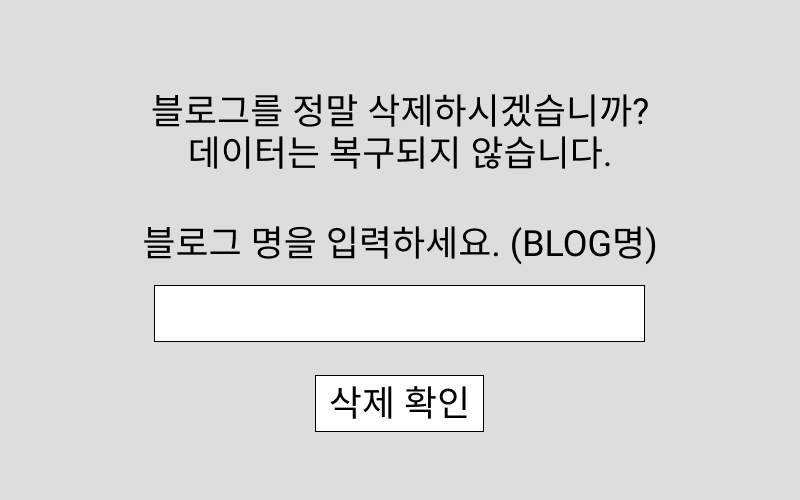 블로그를 정말 삭제하시겠습니까?
데이터는 복구되지 않습니다.
블로그 명을 입력하세요. (BLOG명)
삭제 확인